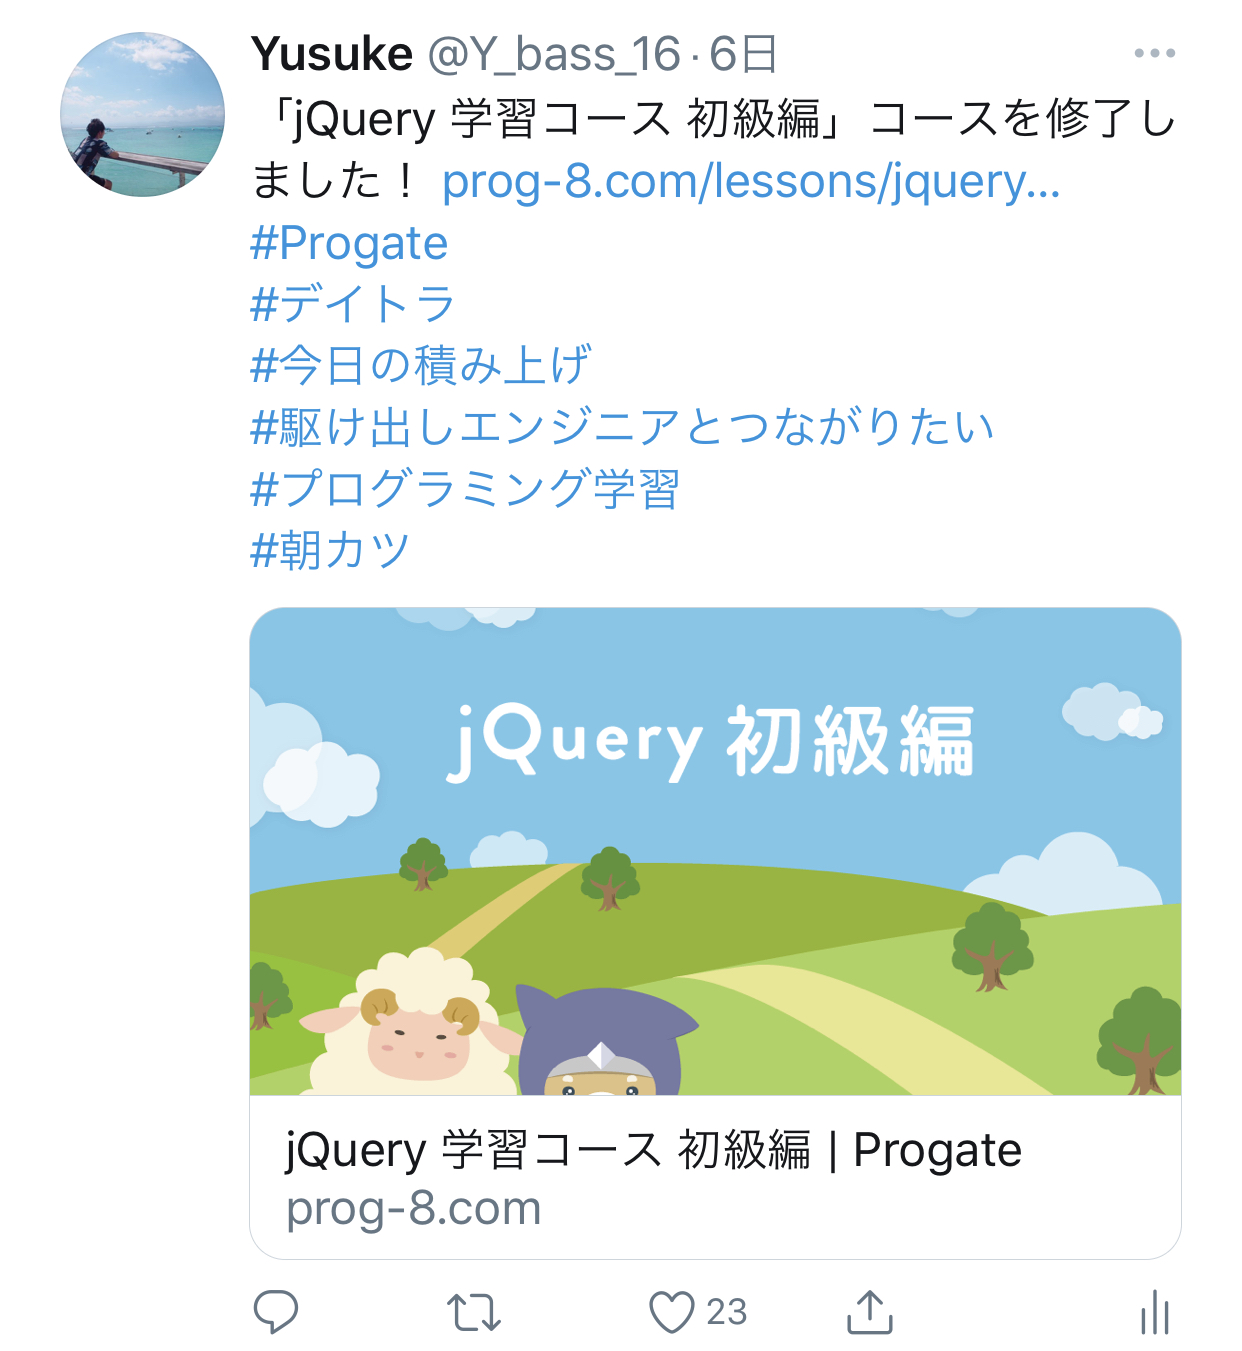 Yusuke @Y_bass_16 · 6日
「jQuery 学習コース 初級編」 コースを修了し
ました！ prog-8.com/lessons/jquery...
#Progate
#デイトラ
#今日の積み上げ
#駆け出しエンジニアとつながりたい
#プログラミング学習
#朝カツ
jQuery 初級編
jQuery 学習コース 初級編 | Progate
prog-8.com
23